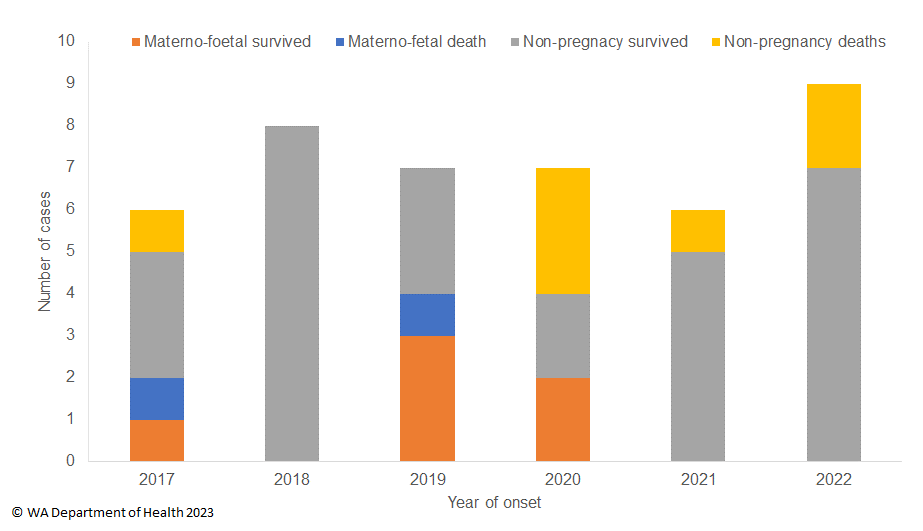 Materno-foetal survived Materno-fetal death Non-pregnacy survived Non-pregnancy deaths
10
9
8
7
6
5
4
3
2
1
0
Number of cases
2017 2018 2019 2020 2021 2022
Year of onset
© WA Department of Health 2023